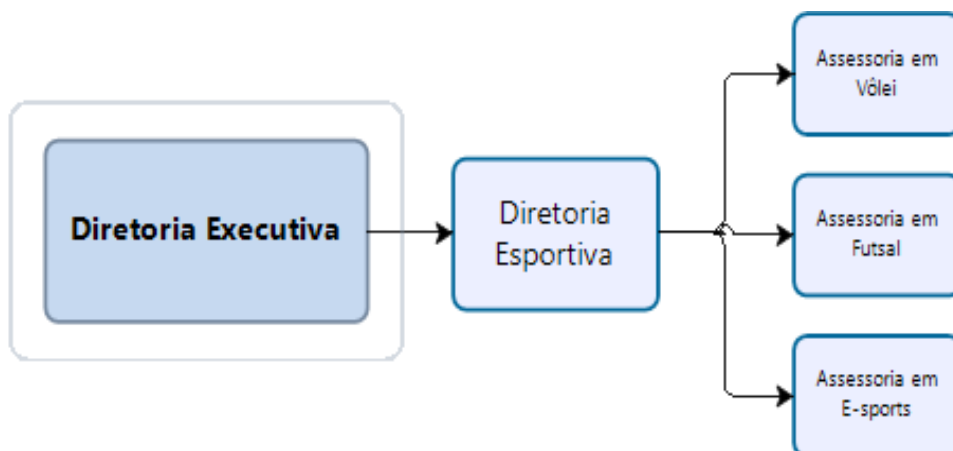 Diretoria Executiva
Diretoria
Esportiva
Assessoria em
Vôlei
Assessoria em
Futsal
Assessoria em
E-sports